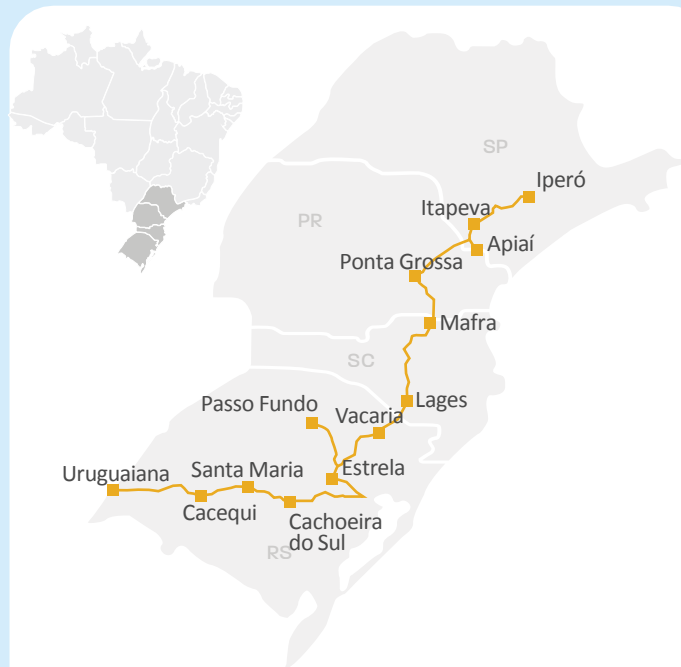 SP
Iperó
Itapeva
PR
Apiaí
Ponta Grossa
Mafra
SC
Lages
Passo Fundo
Vacaria
Estrela
Santa Maria
Uruguaiana
Cacequi
Cachoeira
do Sul
RS